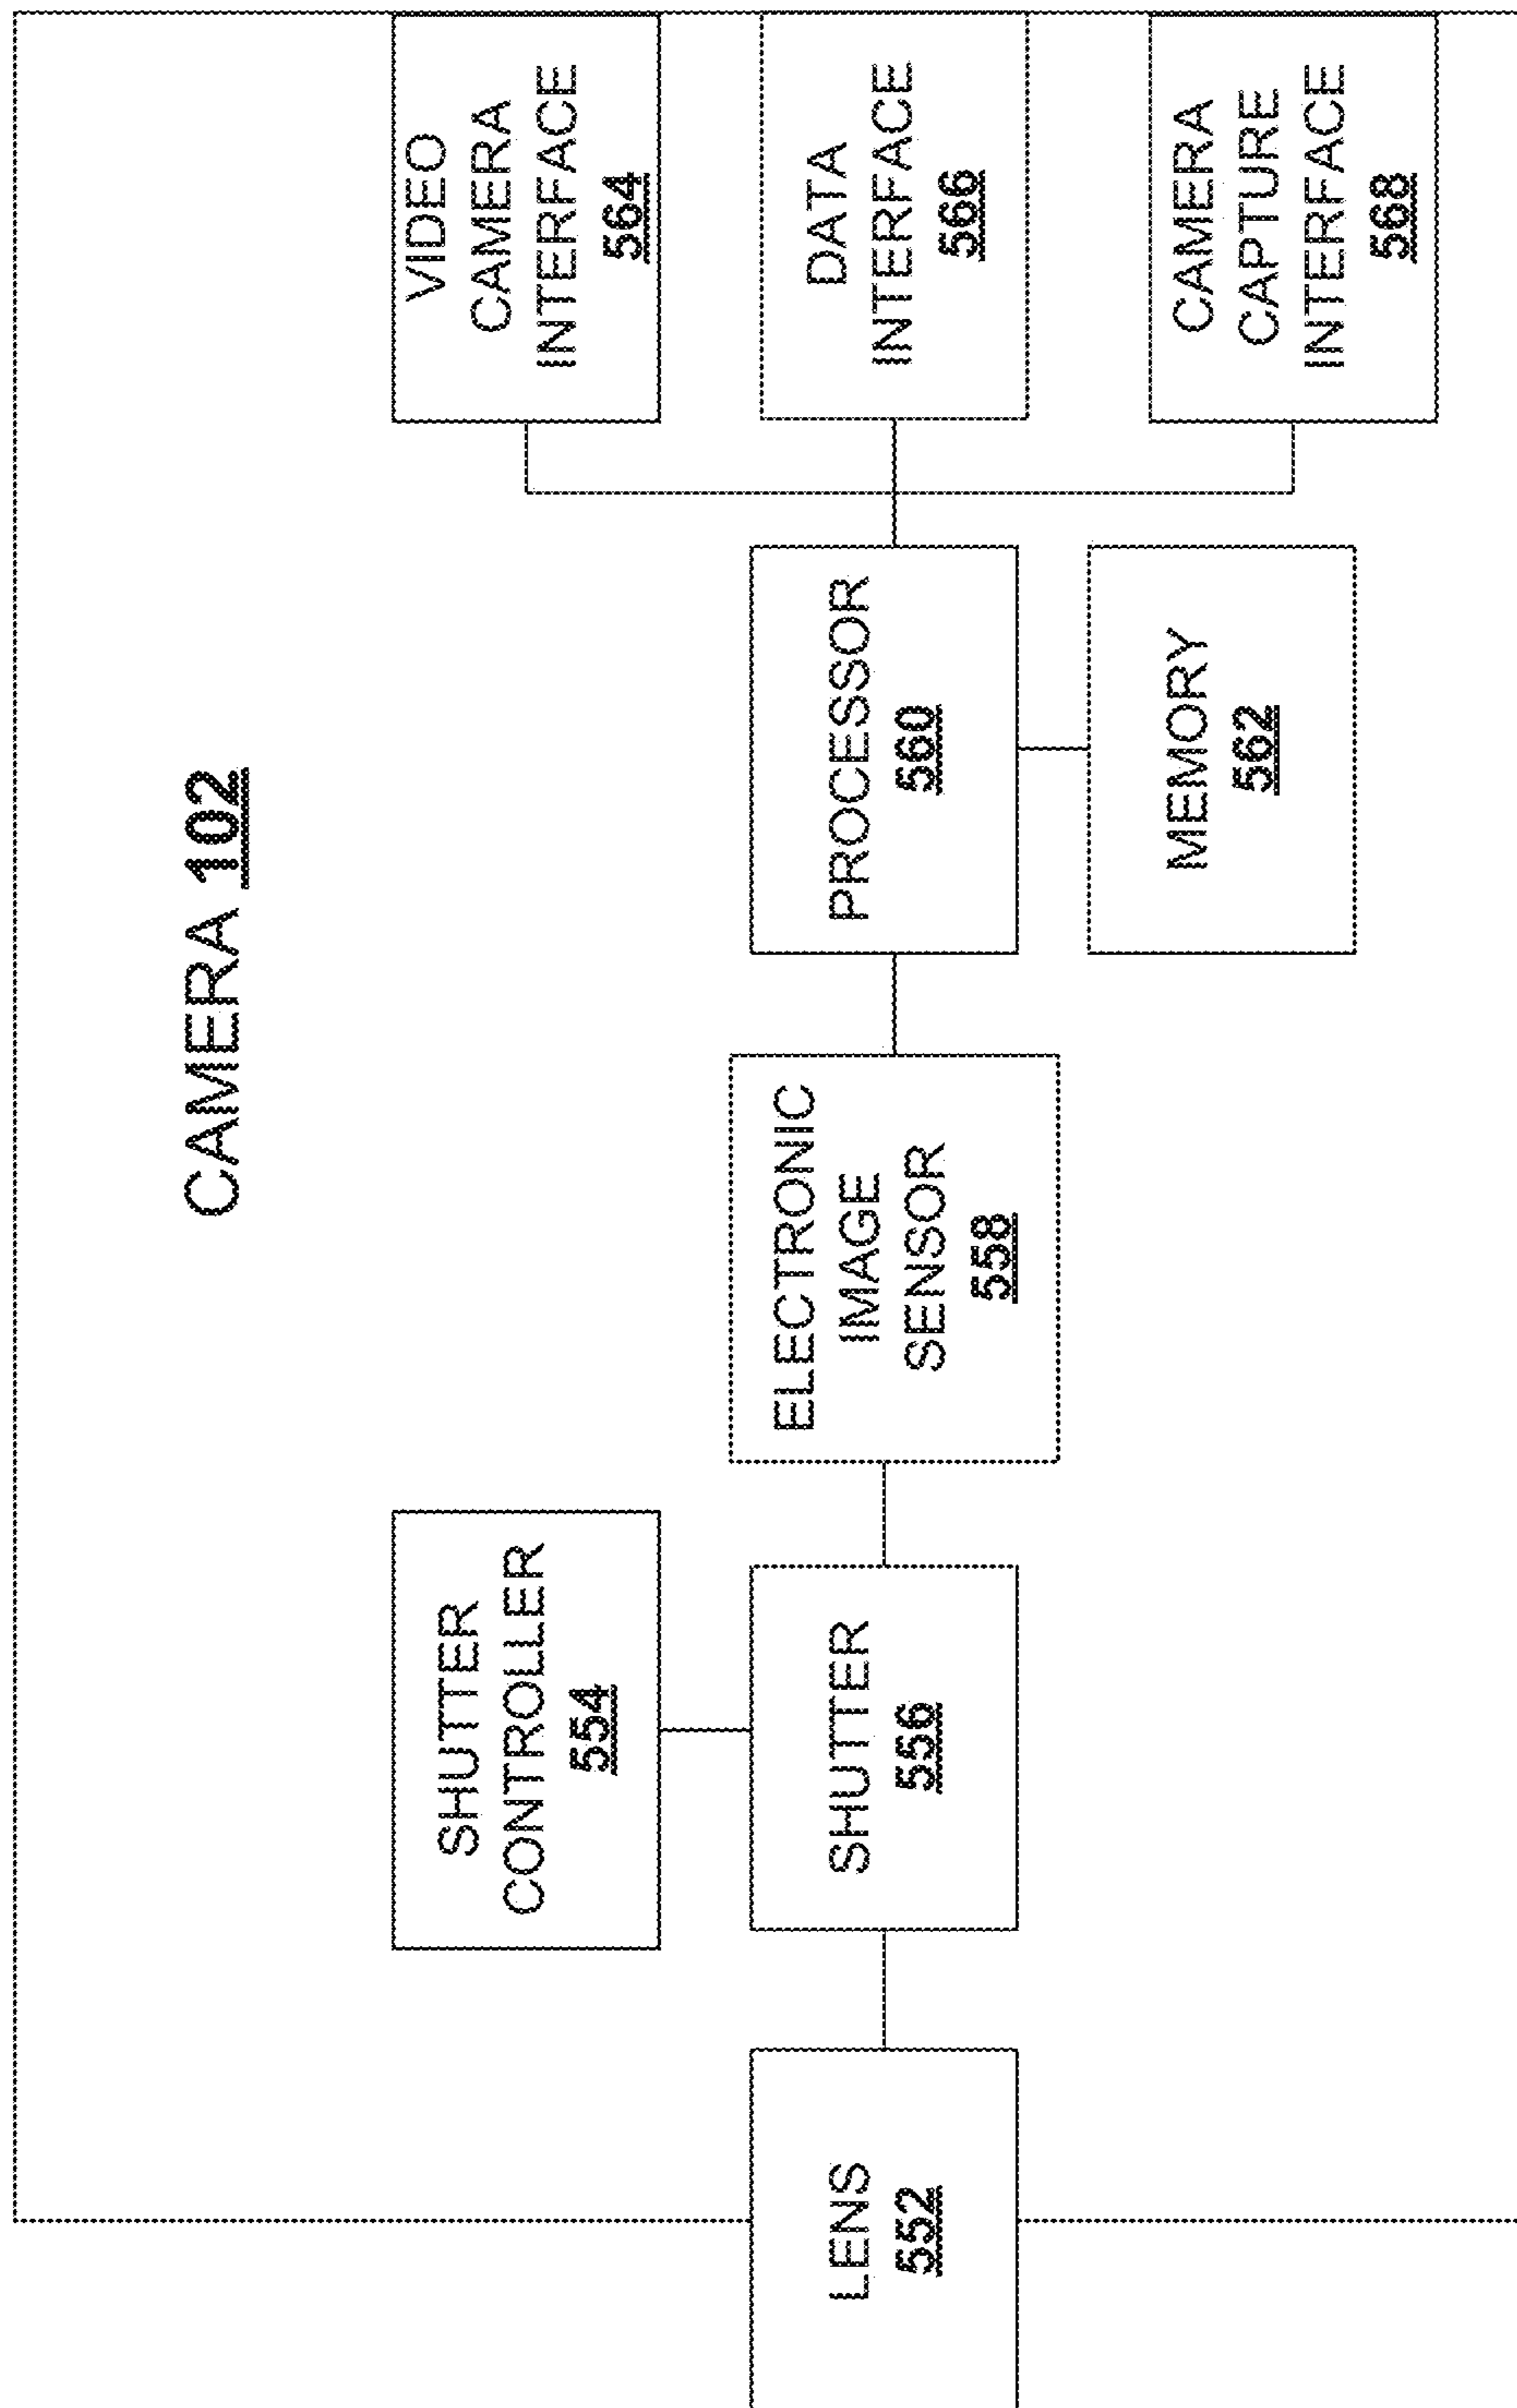 CAMERA 102
SHUTTER
CONTROLLER
554
VIDEO
CAMERA
INTERFACE
564
LENS
552
SHUTTER
556
ELECTRONIC
IMAGE
SENSOR
558
PROCESSOR
560
DATA
INTERFACE
566
MEMORY
562
CAMERA
CAPTURE
INTERFACE
568